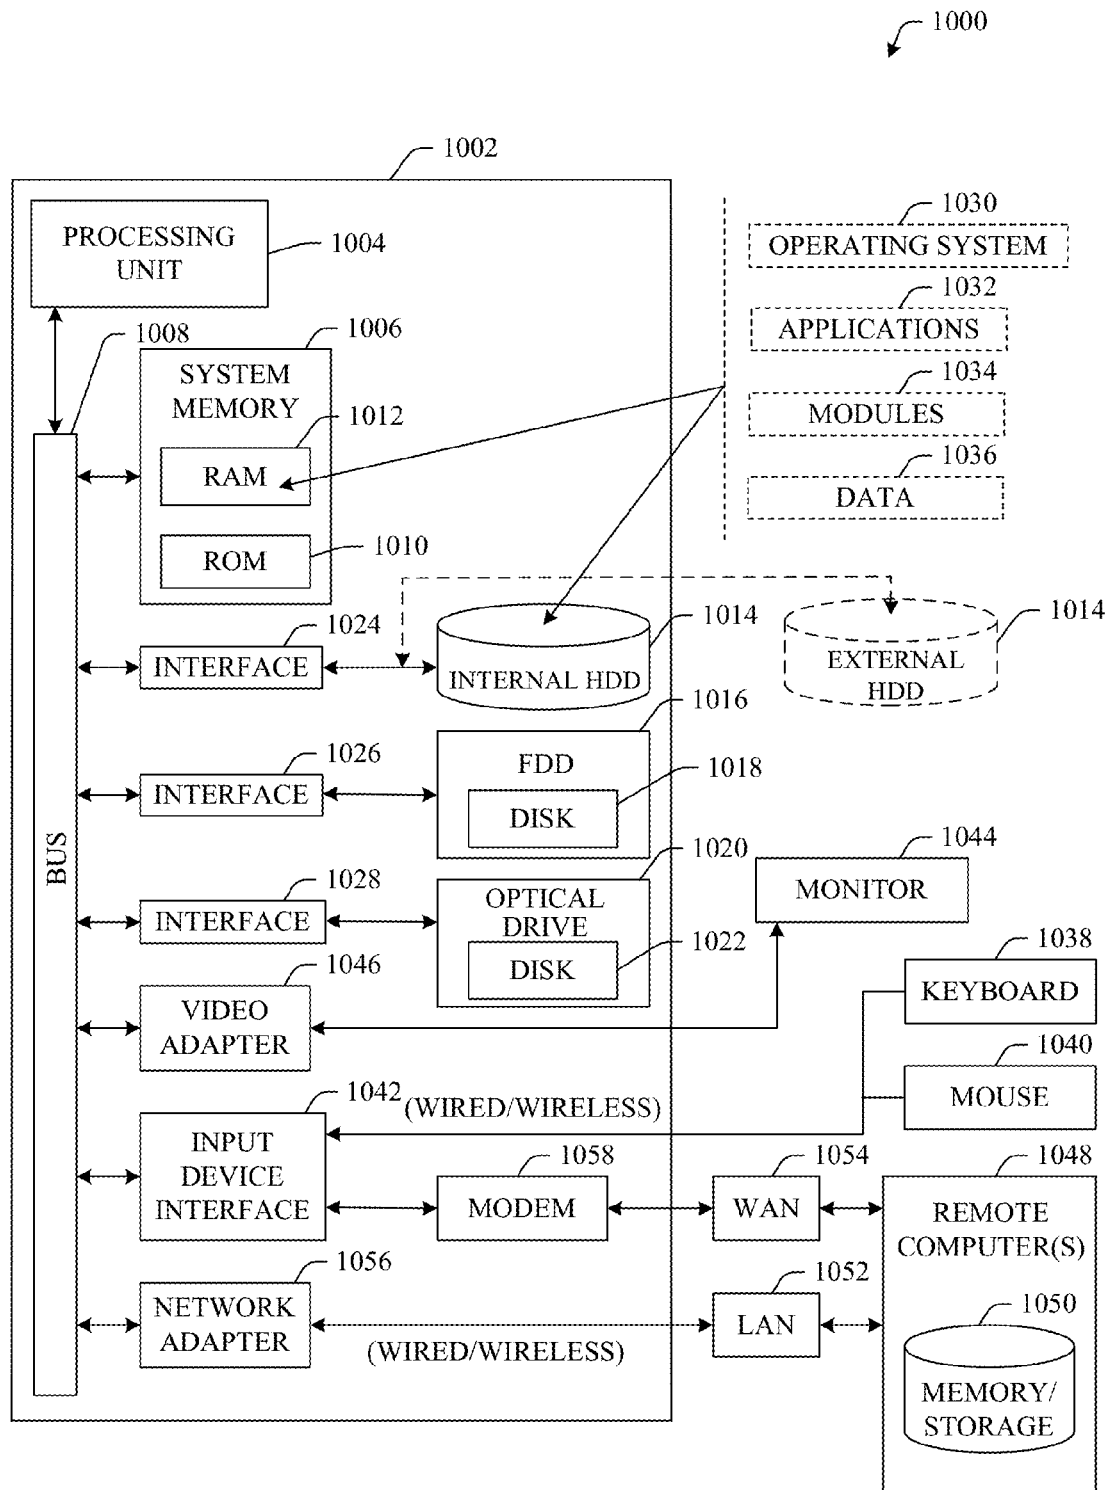 1000
1002
PROCESSING
UNIT
1004
1030
OPERATING SYSTEM
1032
APPLICATIONS
1034
MODULES
1036
DATA
1008
1006
SYSTEM
MEMORY
1012
RAM
1010
ROM
1024
INTERFACE
1014
INTERNAL HDD
1014
EXTERNAL
HDD
1016
FDD
1026
INTERFACE
1018
DISK
BUS
1020
OPTICAL
DRIVE
1028
INTERFACE
1022
DISK
1044
MONITOR
1046
VIDEO
ADAPTER
1038
KEYBOARD
1040
MOUSE
1042
(WIRED/WIRELESS)
INPUT
DEVICE
INTERFACE
1058
MODEM
1054
WAN
1048
REMOTE
COMPUTER(S)
1056
NETWORK
ADAPTER
(WIRED/WIRELESS)
1052
LAN
1050
MEMORY/
STORAGE